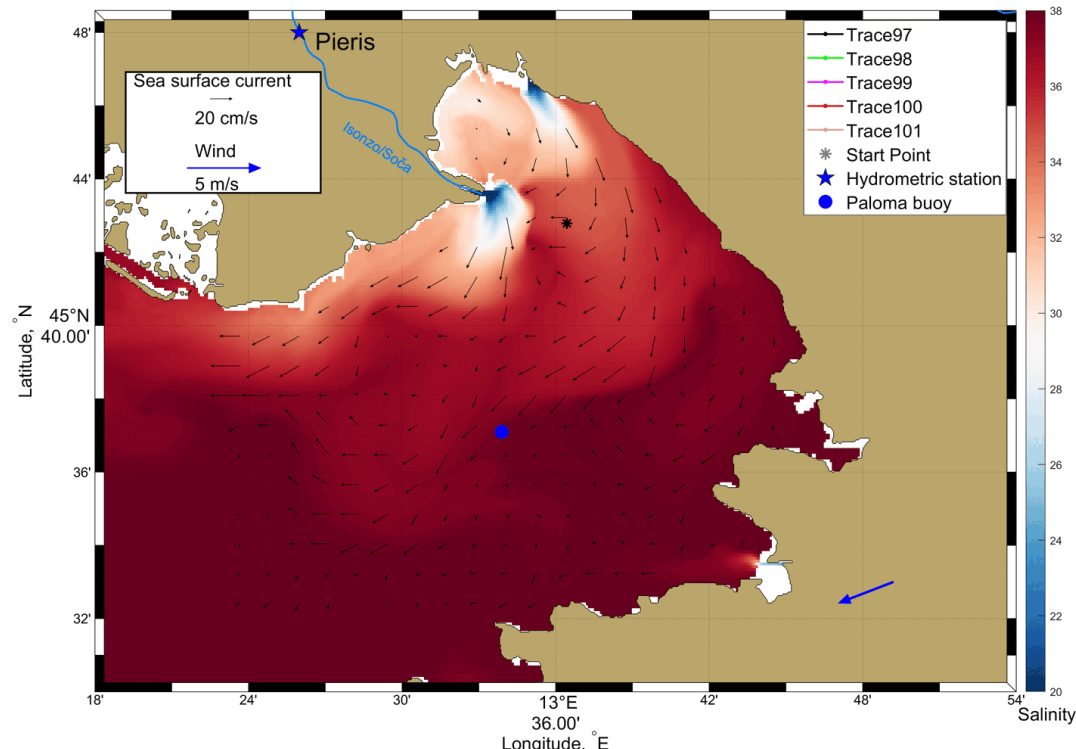 48'
Pieris
Sea surface current
20 cm/s
Wind
5 m/s
Isonzo/Soča
Trace97
Trace98
Trace99
Trace100
Trace101
Start Point
Hydrometric station
Paloma buoy
44'
45°N
40.00'
36'
32'
Latitude, °N
18'
24'
30'
13°E
36.00'
42'
54'
Longitude, °E
38
36
34
32
30
28
26
24
22
20
Salinity